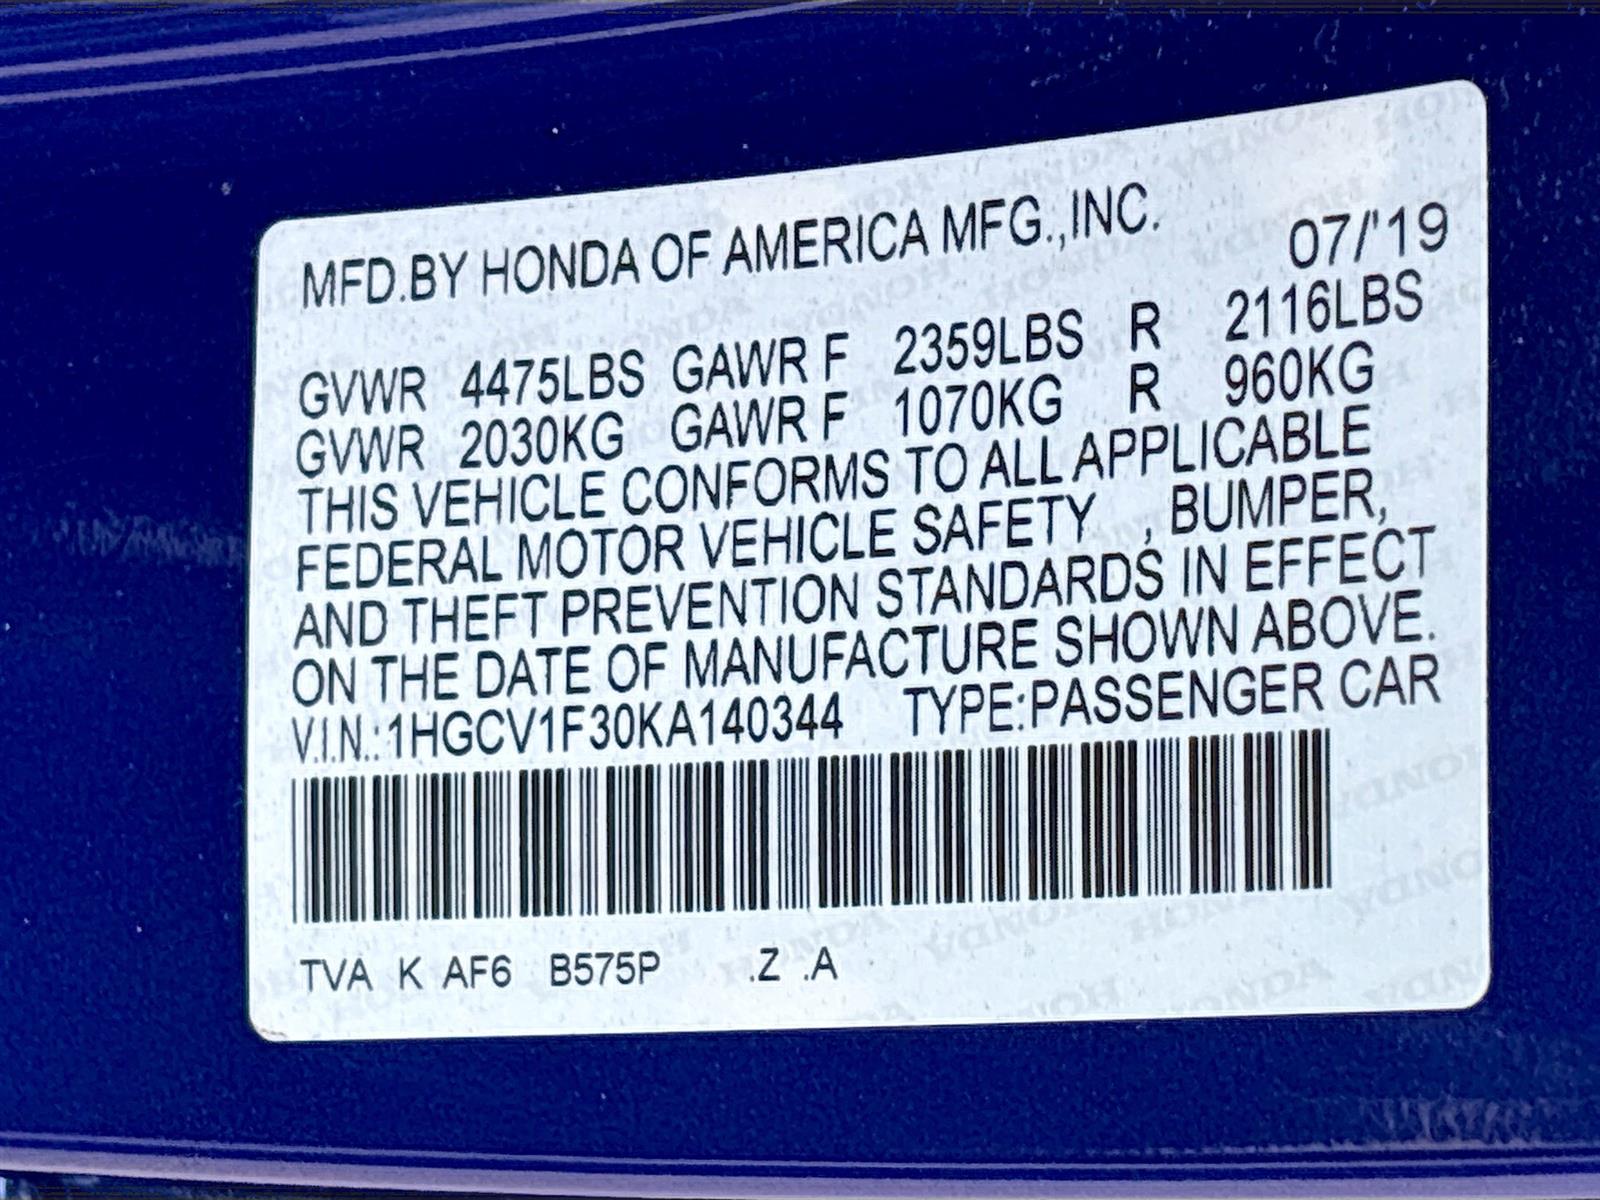 MFD.BY HONDA OF AMERICA MFG.,INC. 07/'19
GVWR 4475LBS GAWR F 2359LBS R 2116LBS
GVWR 2030KG GAWR F 1070KG R 960KG
THIS VEHICLE CONFORMS TO ALL APPLICABLE
FEDERAL MOTOR VEHICLE SAFETY , BUMPER,
AND THEFT PREVENTION STANDARDS IN EFFECT
ON THE DATE OF MANUFACTURE SHOWN ABOVE.
V.I.N.:1HGCV1F30KA140344 TYPE:PASSENGER CAR
TVA K AF6 B575P .Z .A